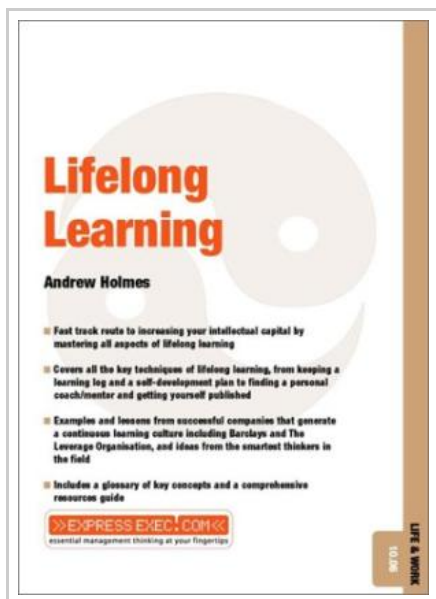 Lifelong
Learning
Andrew Holmes
Fast track route to increasing your intellectual capital by
mastering all aspects of lifelong learning
Covers all the key techniques of lifelong learning, from keeping a
learning log and a self-development plan to finding a personal
coach/mentor and getting yourself published
Examples and lessons from successful companies that generate
a continuous learning culture including Barclays and The
Leverage Organisation, and ideas from the smartest thinkers in
the field
Includes a glossary of key concepts and a comprehensive
resources guide
>>EXPRESS EXEC!COM<<
essential management thinking at your fingertips
LIFE & WORK
10.06